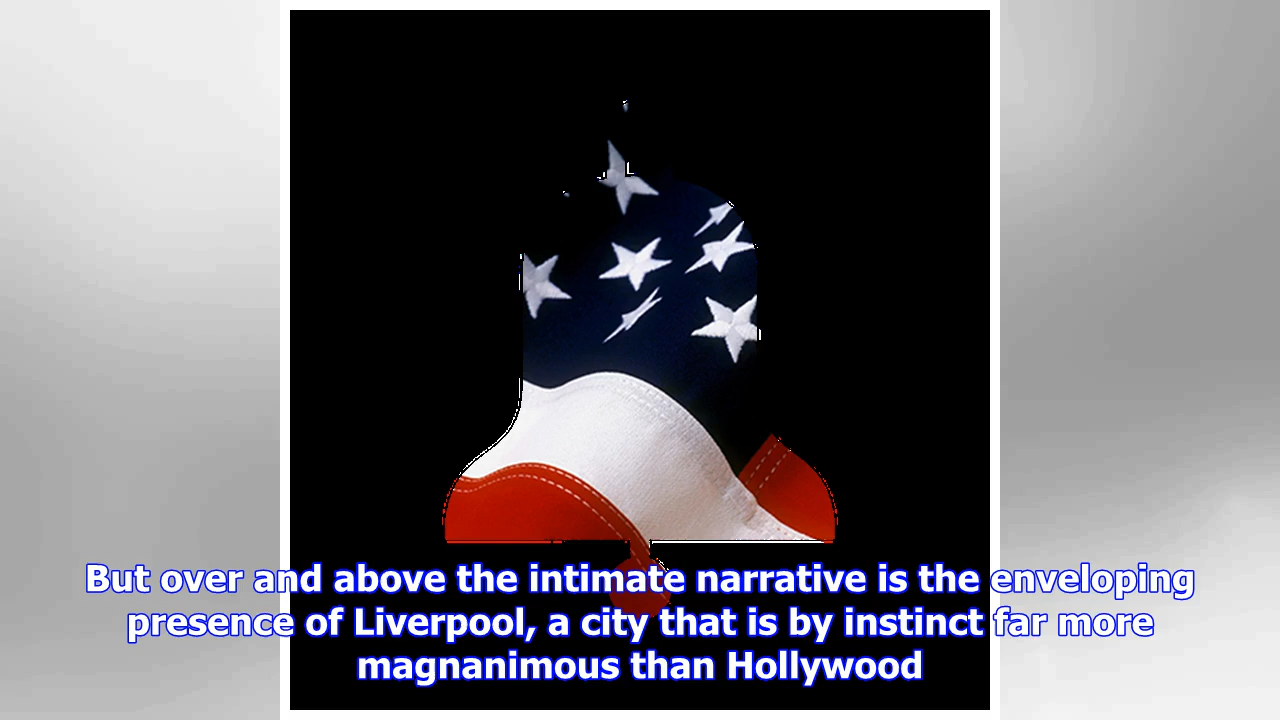 But over and above the intimate narrative is the enveloping
presence of Liverpool, a city that is by instinct far more
magnanimous than Hollywood